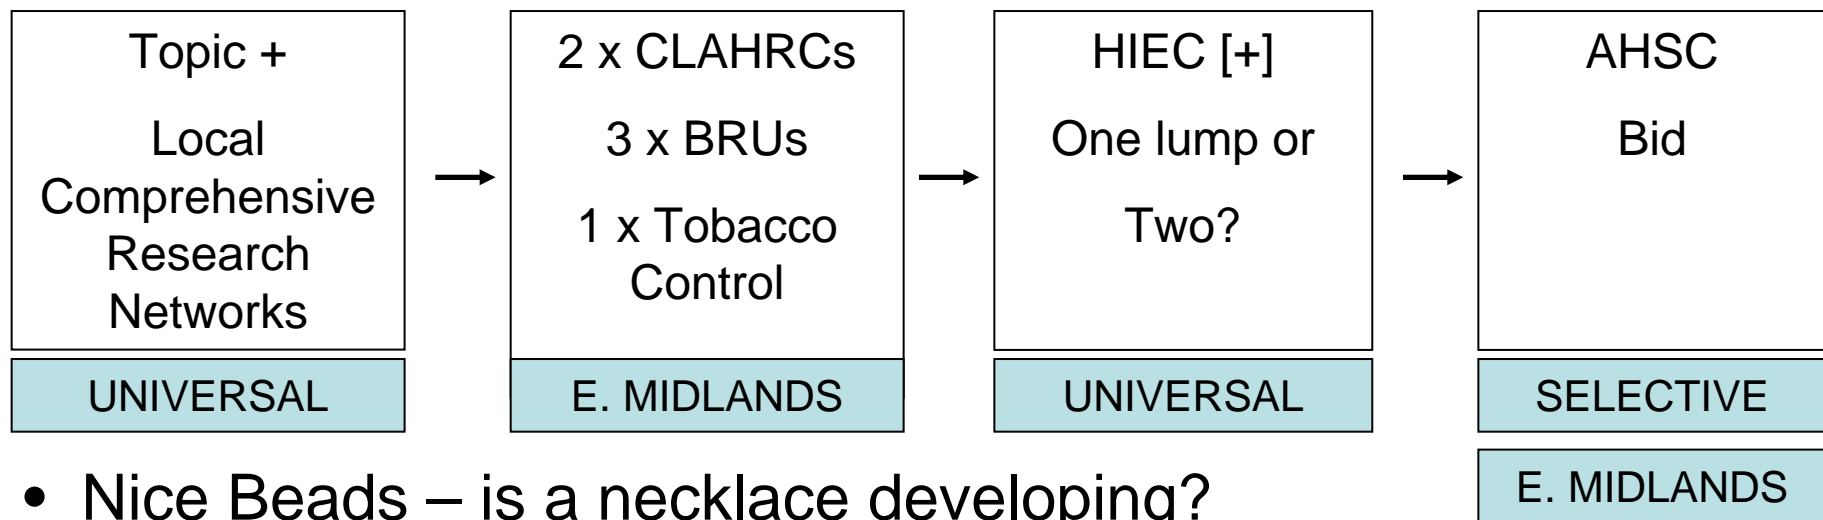 Topic +
Local
Comprehensive
Research
Networks
UNIVERSAL
2 x CLAHRCs
3 x BRUs
1 x Tobacco
Control
E. MIDLANDS
HIEC [+]
One lump or
Two?
UNIVERSAL
AHSC
Bid
SELECTIVE
E. MIDLANDS
• Nice Beads – is a necklace developing?